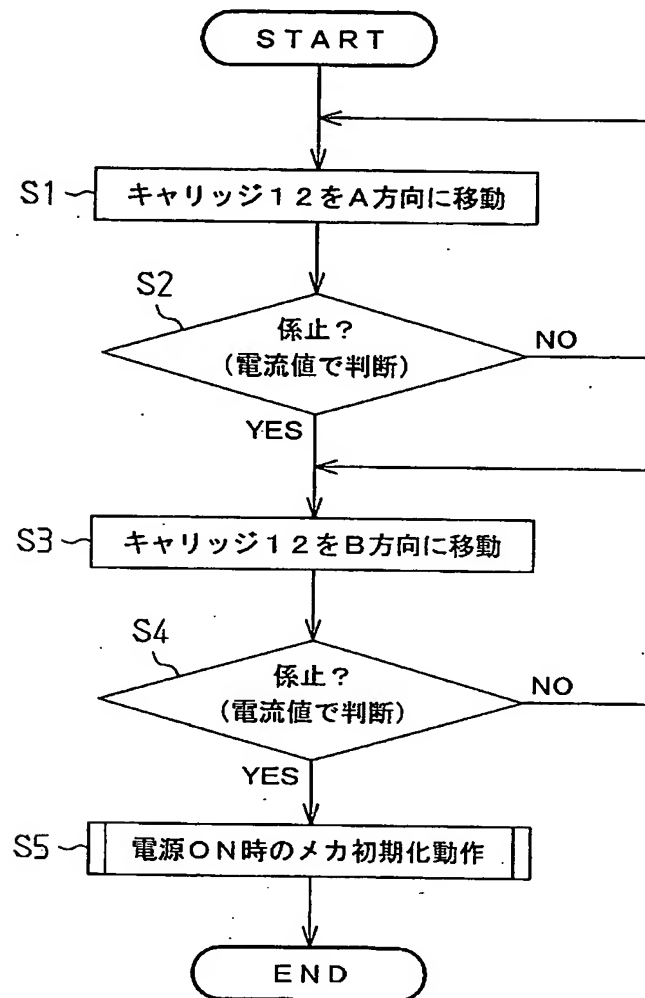 START
S1
キャリッジ12をA方向に移動
S2
係止？
(電流値で判断)
NO
YES
S3
キャリッジ12をB方向に移動
S4
係止？
(電流値で判断)
NO
YES
S5
電源ON時のメカ初期化動作
END